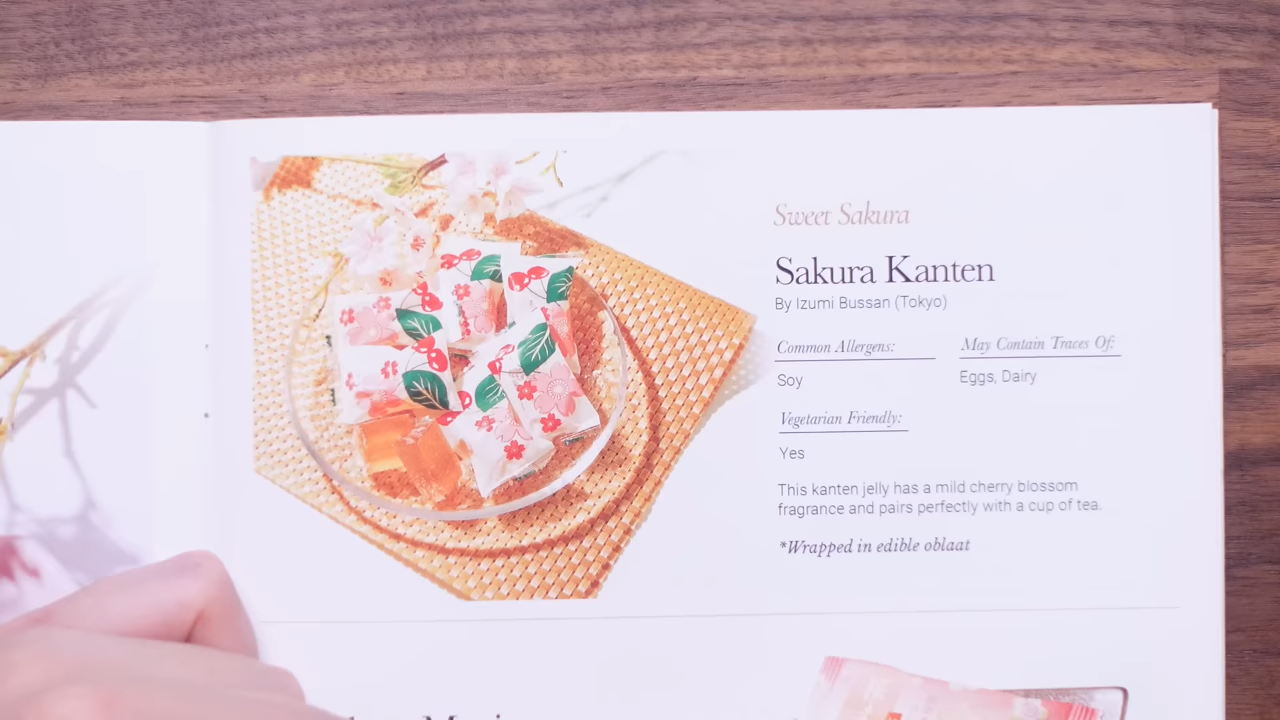 Sweet Sakura
Sakura Kanten
By Izumi Bussan (Tokyo)
Common Allergens:
Soy
May Contain Traces Of:
Eggs, Dairy
Vegetarian Friendly:
Yes
This kanten jelly has a mild cherry blossom
fragrance and pairs perfectly with a cup of tea.
*Wrapped in edible oblaat